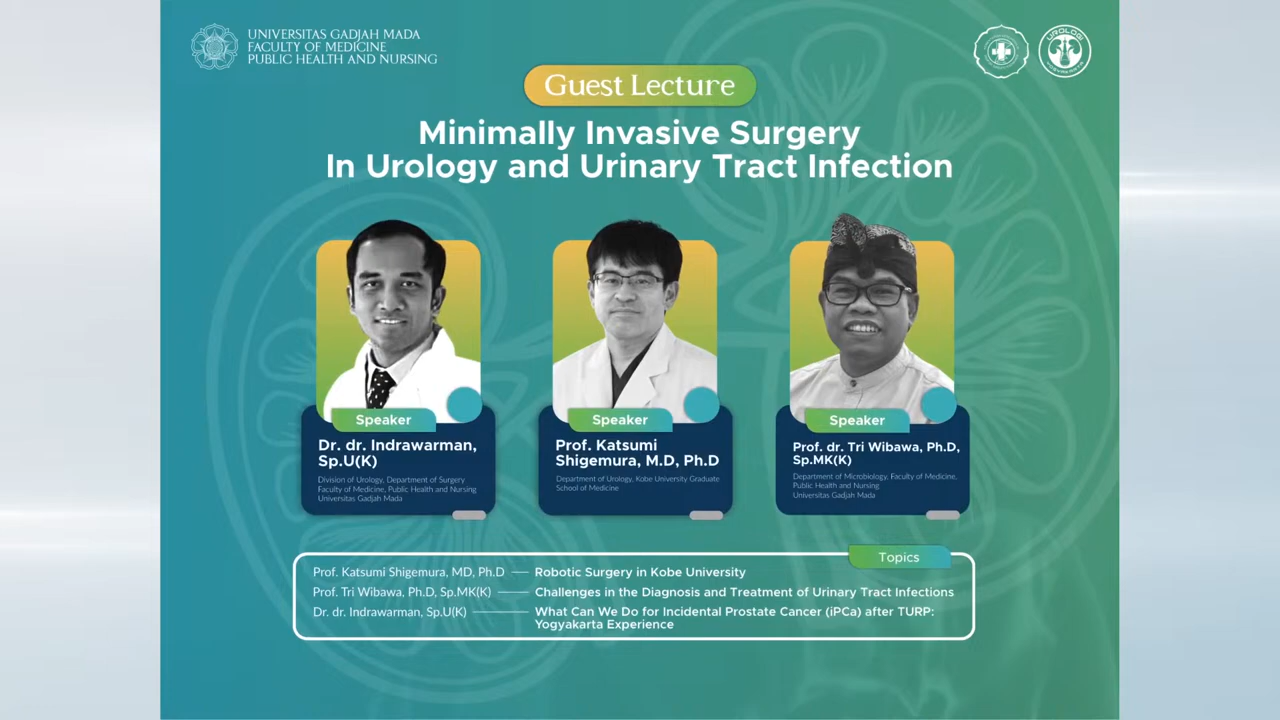 UNIVERSITAS GADJAH MADA
FACULTY OF MEDICINE
PUBLIC HEALTH AND NURSING
UROLOGI
Guest Lecture
Minimally Invasive Surgery
In Urology and Urinary Tract Infection
Speaker
Dr. dr. Indrawarman,
Sp.U(K)
Division of Urology, Department of Surgery
Faculty of Medicine, Public Health and Nursing
Universitas Gadjah Mada
Speaker
Prof. Katsumi
Shigemura, M.D, Ph.D
Department of Urology, Kobe University Graduate
School of Medicine
Speaker
Prof. dr. Tri Wibawa, Ph.D,
Sp.MK(K)
Department of Microbiology, Faculty of Medicine,
Public Health and Nursing
Universitas Gadjah Mada
Topics
Prof. Katsumi Shigemura, MD, Ph.D — Robotic Surgery in Kobe University
Prof. Tri Wibawa, Ph.D, Sp.MK(K) — Challenges in the Diagnosis and Treatment of Urinary Tract Infections
Dr. dr. Indrawarman, Sp.U(K) — What Can We Do for Incidental Prostate Cancer (iPCa) after TURP:
Yogyakarta Experience